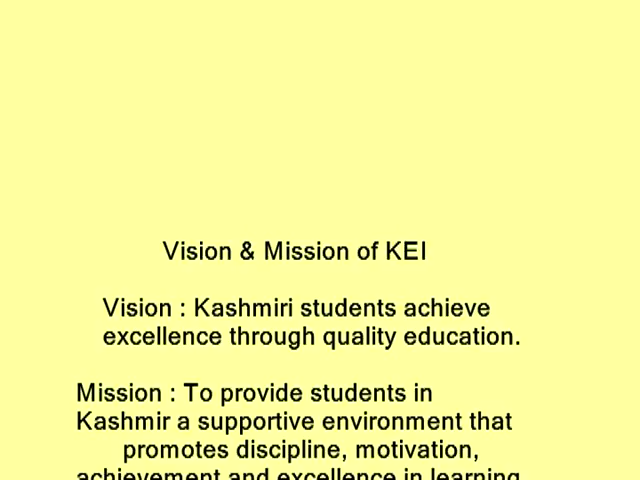 Vision & Mission of KEI
Vision : Kashmiri students achieve
excellence through quality education.
Mission : To provide students in
Kashmir a supportive environment that
promotes discipline, motivation,
achievement and excellence in learning